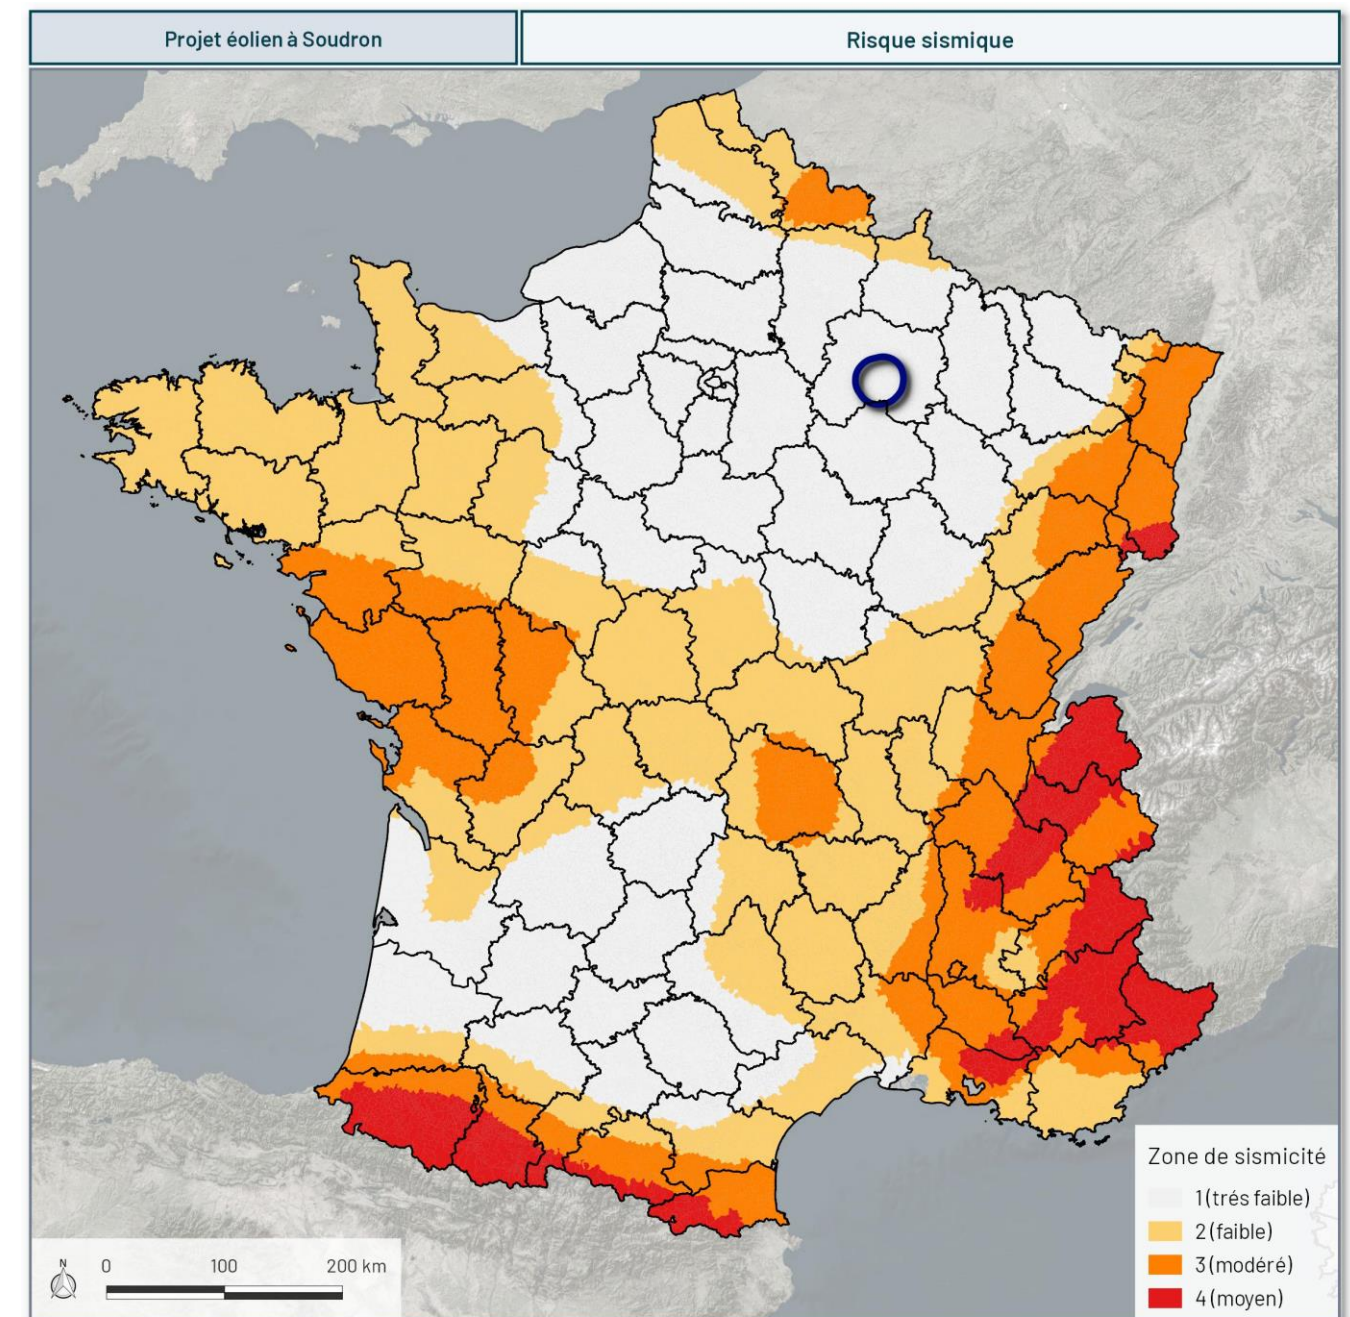 Projet éolien à Soudron
Risque sismique
Zone de sismicité
1 (trés faible)
2 (faible)
3 (modéré)
4 (moyen)
N
0 100 200 km